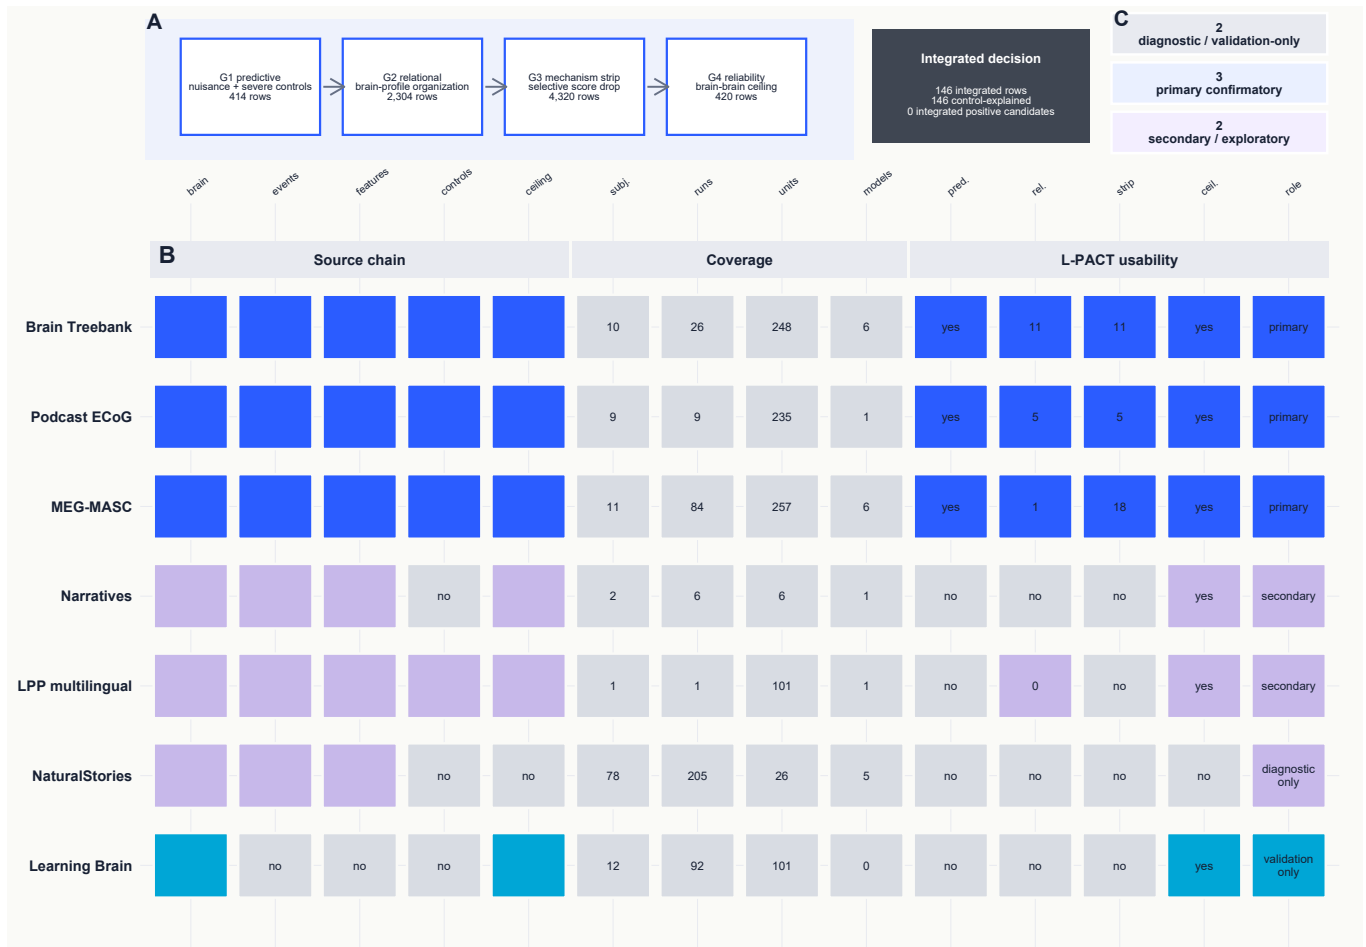 A
G1 predictive
nuisance + severe controls
414 rows
G2 relational
brain-profile organization
2,304 rows
G3 mechanism strip
selective score drop
4,320 rows
G4 reliability
brain-brain ceiling
420 rows
Integrated decision
146 integrated rows
146 control-explained
0 integrated positive candidates
C
2
diagnostic / validation-only
3
primary confirmatory
2
secondary / exploratory
brain events features controls ceiling subj. runs units models pred. rel. strip ceil. role
B
Source chain Coverage L-PACT usability
Brain Treebank 10 26 248 6 yes 11 11 yes primary
Podcast ECoG 9 9 235 1 yes 5 5 yes primary
MEG-MASC 11 84 257 6 yes 1 18 yes primary
Narratives no 2 6 6 1 no no no yes secondary
LPP multilingual 1 1 101 1 no 0 no yes secondary
NaturalStories no no 78 205 26 5 no no no no diagnostic
only
Learning Brain no no no 12 92 101 0 no no no yes validation
only